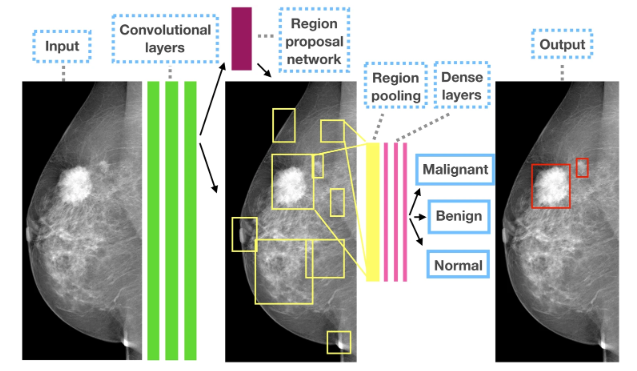 Input
Convolutional
layers
Region
proposal
network
Region
pooling
Dense
layers
Output
Malignant
Benign
Normal